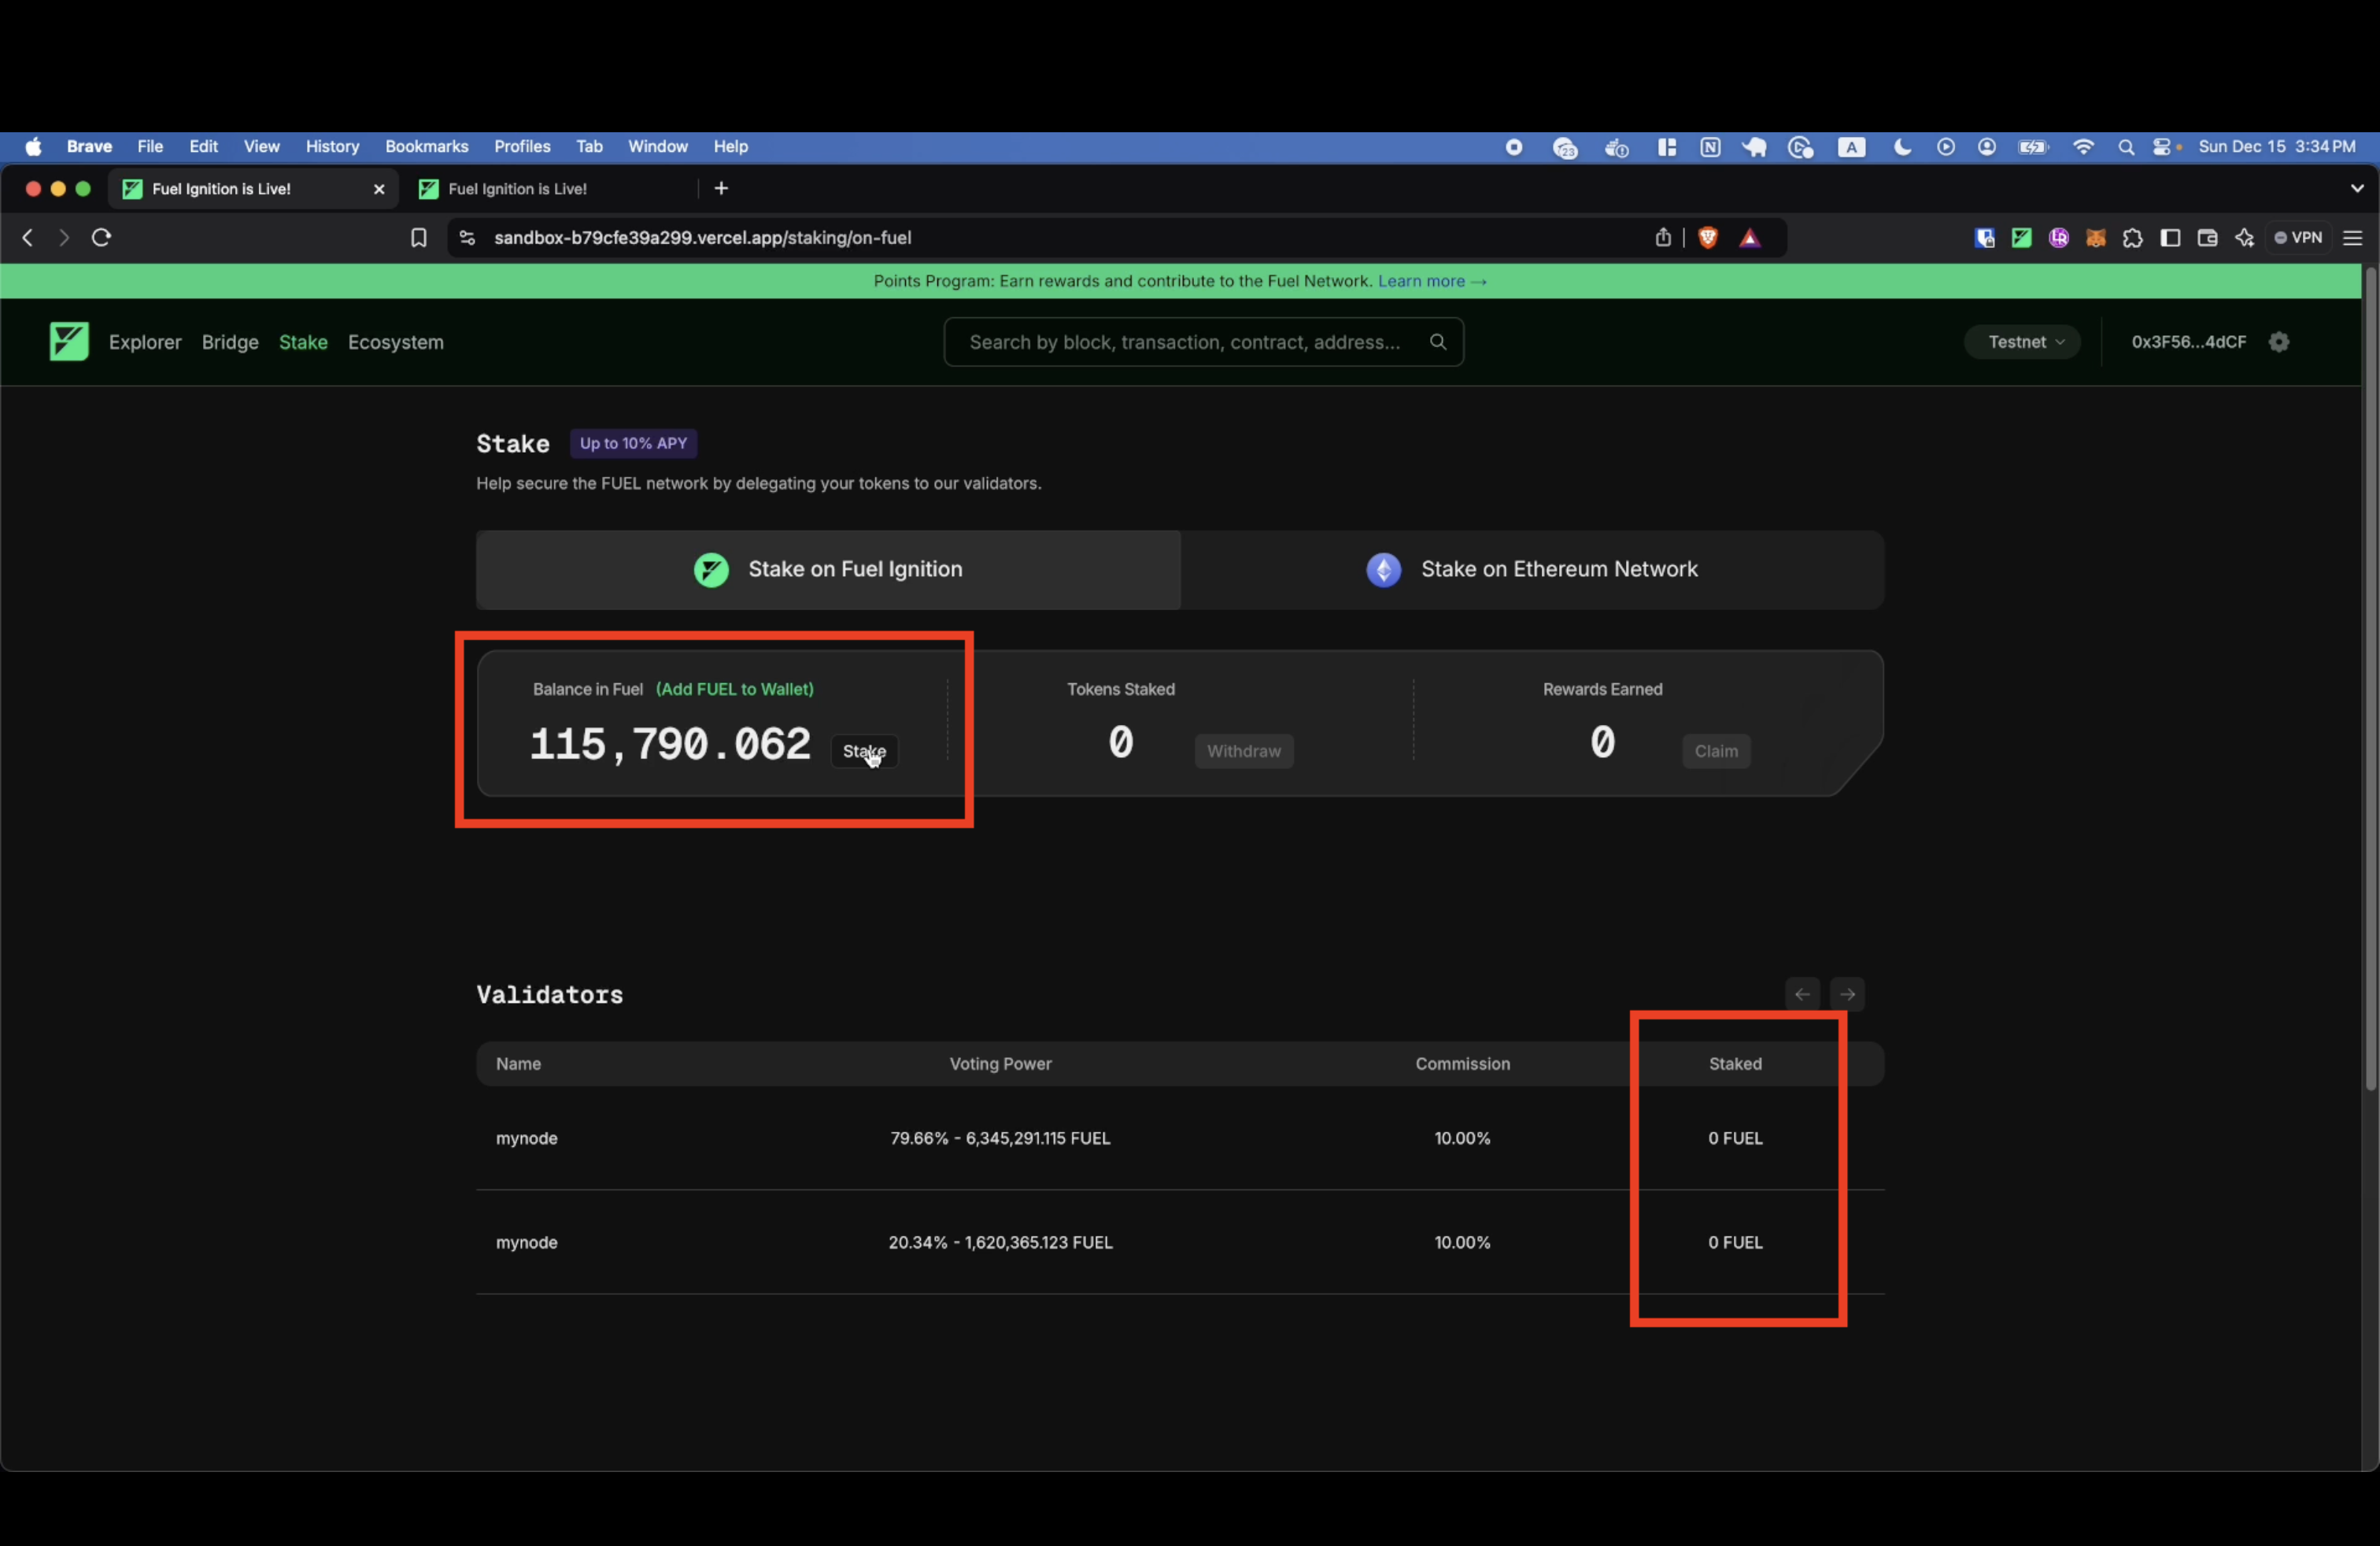 Brave File Edit View History Bookmarks Profiles Tab Window Help 23 N A Sun Dec 15 3:34 PM
Fuel Ignition is Live! Fuel Ignition is Live!
sandbox-b79cfe39a299.vercel.app/staking/on-fuel VPN
Points Program: Earn rewards and contribute to the Fuel Network. Learn more →
Explorer Bridge Stake Ecosystem Search by block, transaction, contract, address... Testnet 0x3F56...4dCF
Stake Up to 10% APY
Help secure the FUEL network by delegating your tokens to our validators.
Stake on Fuel Ignition Stake on Ethereum Network
Balance in Fuel (Add FUEL to Wallet) Tokens Staked Rewards Earned
115,790.062 Stake 0 Withdraw 0 Claim
Validators
Name Voting Power Commission Staked
mynode 79.66% - 6,345,291.115 FUEL 10.00% 0 FUEL
mynode 20.34% - 1,620,365.123 FUEL 10.00% 0 FUEL